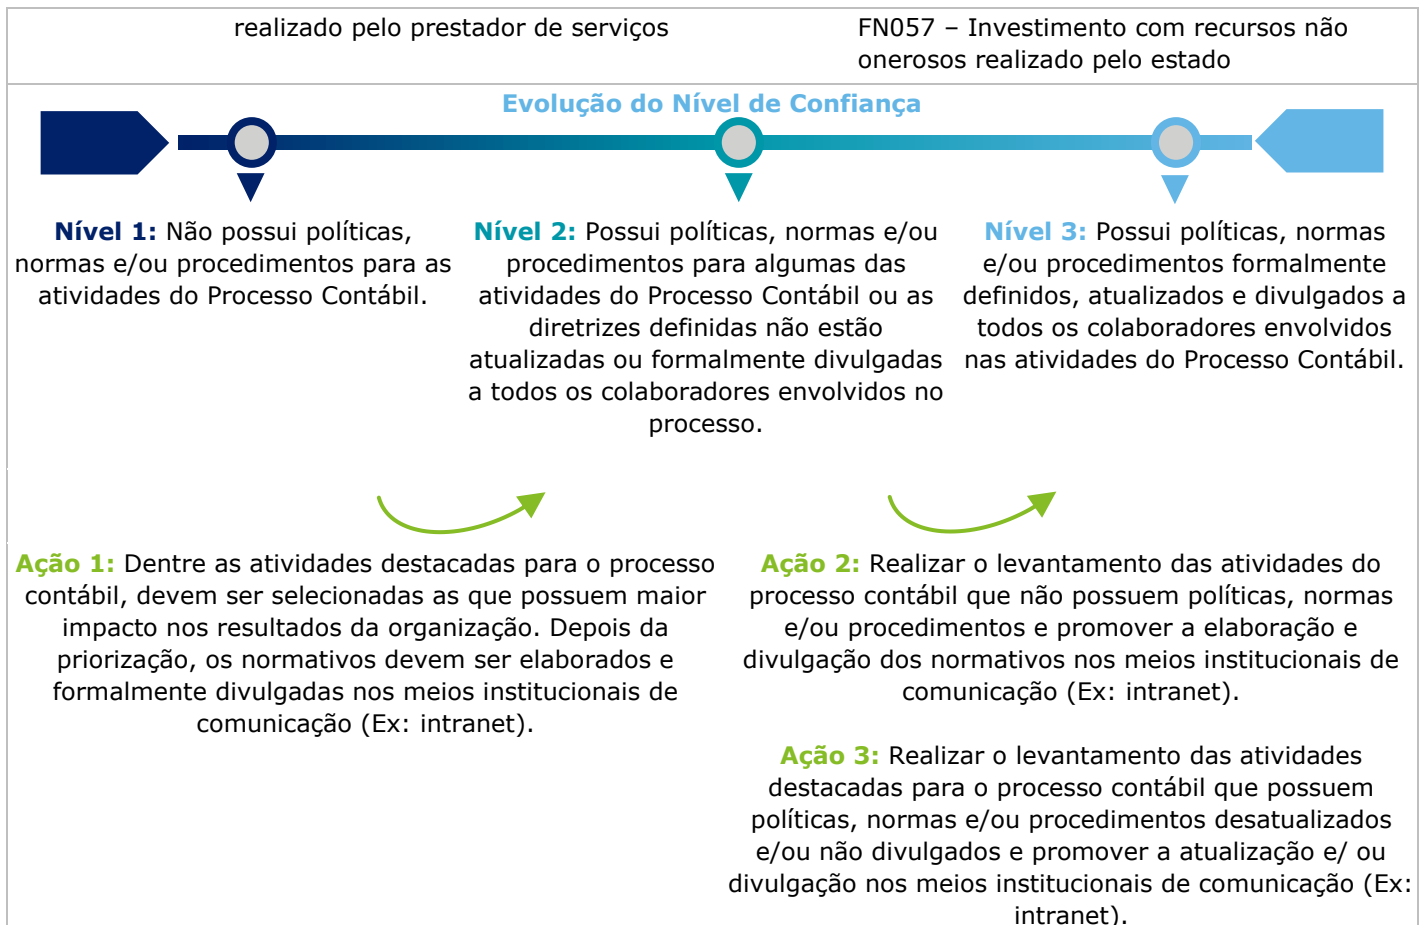 realizado pelo prestador de serviços
FN057 – Investimento com recursos não
onerosos realizado pelo estado
Evolução do Nível de Confiança
Nível 1: Não possui políticas,
normas e/ou procedimentos para as
atividades do Processo Contábil.
Nível 2: Possui políticas, normas e/ou
procedimentos para algumas das
atividades do Processo Contábil ou as
diretrizes definidas não estão
atualizadas ou formalmente divulgadas
a todos os colaboradores envolvidos no
processo.
Nível 3: Possui políticas, normas
e/ou procedimentos formalmente
definidos, atualizados e divulgados a
todos os colaboradores envolvidos
nas atividades do Processo Contábil.
Ação 1: Dentre as atividades destacadas para o processo
contábil, devem ser selecionadas as que possuem maior
impacto nos resultados da organização. Depois da
priorização, os normativos devem ser elaborados e
formalmente divulgadas nos meios institucionais de
comunicação (Ex: intranet).
Ação 2: Realizar o levantamento das atividades do
processo contábil que não possuem políticas, normas
e/ou procedimentos e promover a elaboração e
divulgação dos normativos nos meios institucionais de
comunicação (Ex: intranet).
Ação 3: Realizar o levantamento das atividades
destacadas para o processo contábil que possuem
políticas, normas e/ou procedimentos desatualizados
e/ou não divulgados e promover a atualização e/ ou
divulgação nos meios institucionais de comunicação (Ex:
intranet).